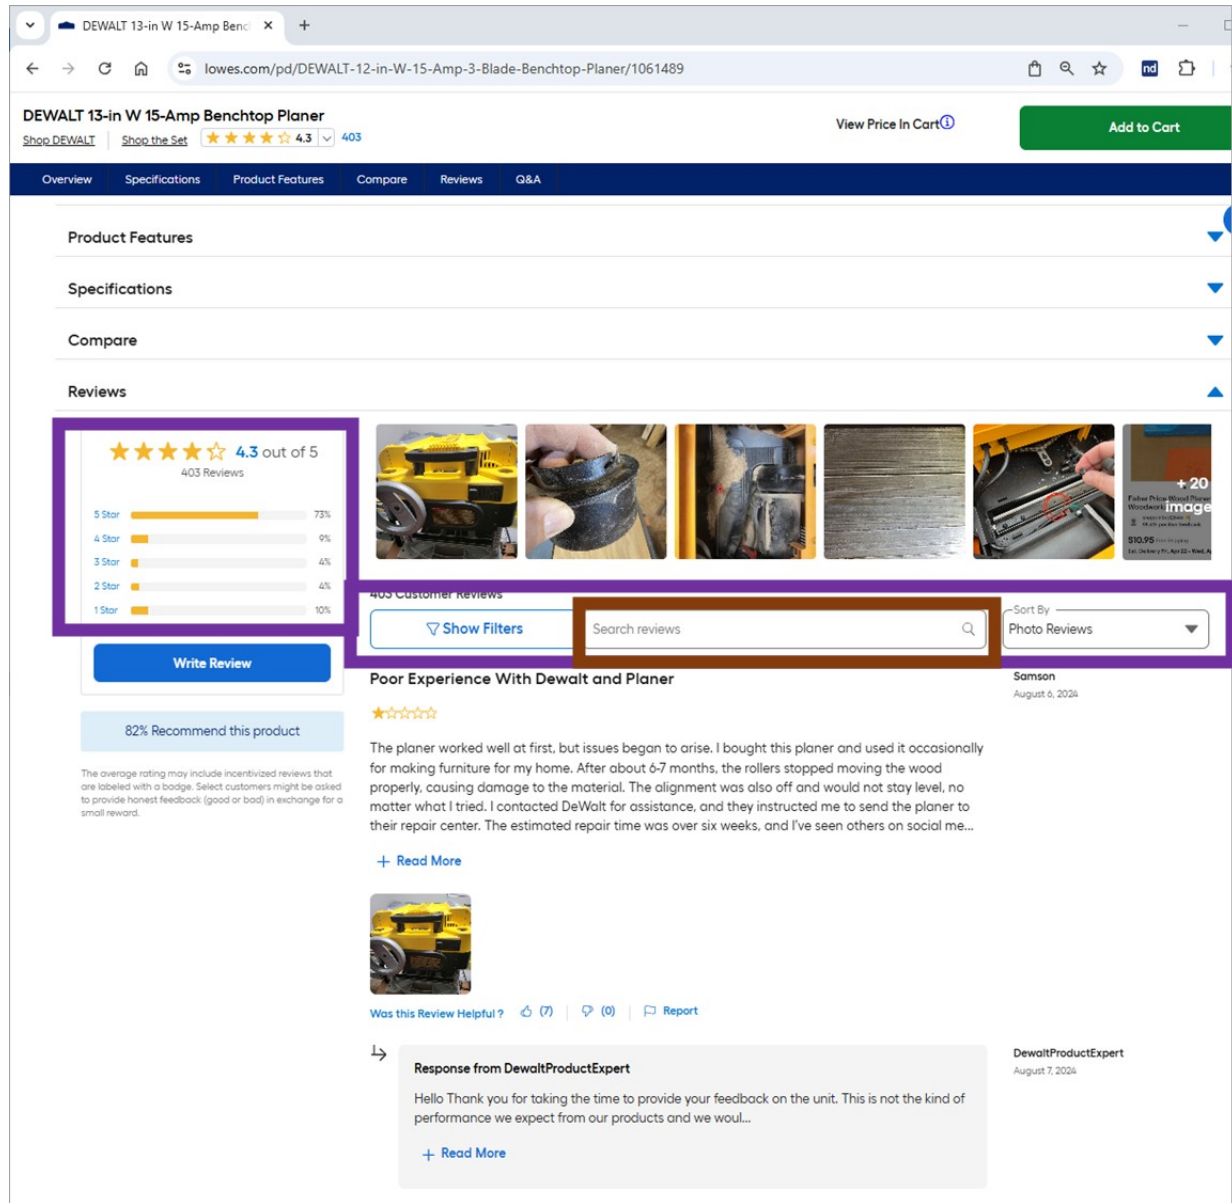 DEWALT 13-in W 15-Amp Benc
lowes.com/pd/DEWALT-12-in-W-15-Amp-3-Blade-Benchtop-Planer/1061489
nd
DEWALT 13-in W 15-Amp Benchtop Planer
Shop DEWALT Shop the Set 4.3 403
View Price In Cart
Add to Cart
Overview Specifications Product Features Compare Reviews Q&A
Product Features
Specifications
Compare
Reviews
4.3 out of 5
403 Reviews
5 Star 73%
4 Star 9%
3 Star 4%
2 Star 4%
1 Star 10%
Write Review
82% Recommend this product
The average rating may include incentivized reviews that
are labeled with a badge. Select customers might be asked
to provide honest feedback (good or bad) in exchange for a
small reward.
+ 20
image
$10.95
403 Customer Reviews
Show Filters
Search reviews
Sort By
Photo Reviews
Poor Experience With Dewalt and Planer
Samson
August 6, 2024
The planer worked well at first, but issues began to arise. I bought this planer and used it occasionally
for making furniture for my home. After about 6-7 months, the rollers stopped moving the wood
properly, causing damage to the material. The alignment was also off and would not stay level, no
matter what I tried. I contacted DeWalt for assistance, and they instructed me to send the planer to
their repair center. The estimated repair time was over six weeks, and I've seen others on social me...
+ Read More
Was this Review Helpful ? (7) (0) Report
Response from DewaltProductExpert
DewaltProductExpert
August 7, 2024
Hello Thank you for taking the time to provide your feedback on the unit. This is not the kind of
performance we expect from our products and we woul...
+ Read More